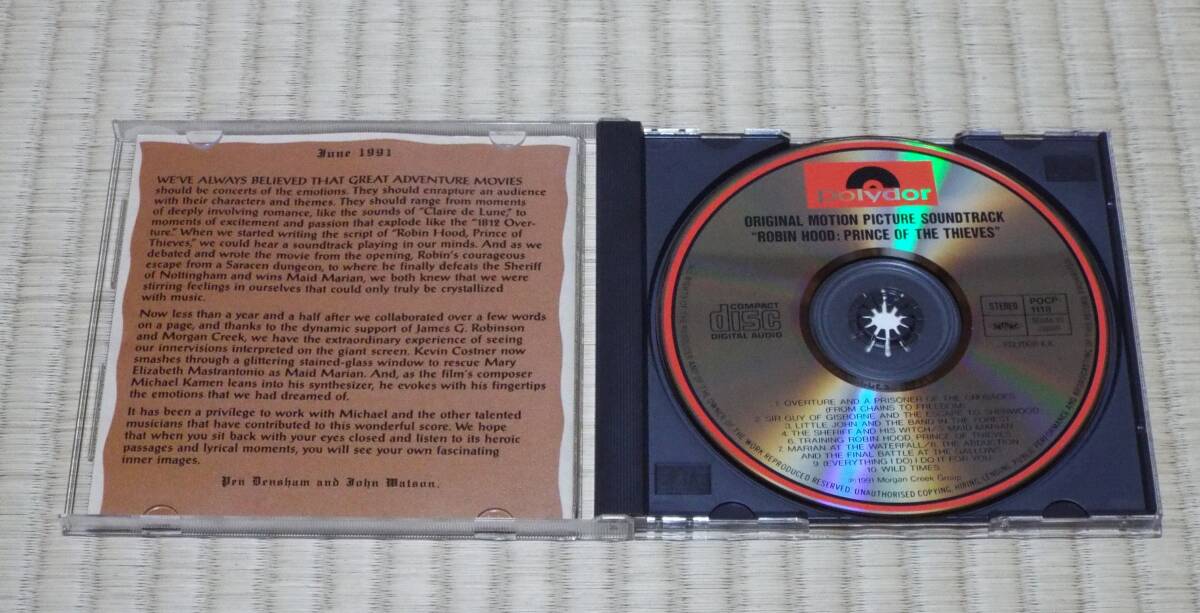 June 1991
WE'VE ALWAYS BELIEVED THAT GREAT ADVENTURE MOVIES
should be concerts of the emotions. They should enrapture an audience
with their characters and themes. They should range from moments
of deeply involving romance, like the sounds of "Claire de Lune," to
moments of excitement and passion that explode like the "1812 Over-
ture." When we started writing the script of "Robin Hood, Prince of
Thieves," we could hear a soundtrack playing in our minds. And as we
debated and wrote the movie from the opening, Robin's courageous
escape from a Saracen dungeon, to where he finally defeats the Sheriff
of Nottingham and wins Maid Marian, we both knew that we were
stirring feelings in ourselves that could only truly be crystallized
with music.
Now less than a year and a half after we collaborated over a few words
on a page, and thanks to the dynamic support of James G. Robinson
and Morgan Creek, we have the extraordinary experience of seeing
our innervisions interpreted on the giant screen. Kevin Costner now
smashes through a glittering stained-glass window to rescue Mary
Elizabeth Mastrantonio as Maid Marian. And, as the film's composer
Michael Kamen leans into his synthesizer, he evokes with his fingertips
the emotions that we had dreamed of.
It has been a privilege to work with Michael and the other talented
musicians that have contributed to this wonderful score. We hope
that when you sit back with your eyes closed and listen to its heroic
passages and lyrical moments, you will see your own fascinating
inner images.
Pen Densham and John Watson.
polydor
ORIGINAL MOTION PICTURE SOUNDTRACK
"ROBIN HOOD: PRINCE OF THE THIEVES"
COMPACT
disc
DIGITAL AUDIO
STEREO
POCP-
1118
Made in
Japan
POLYDOR K.K.
1. OVERTURE AND A PRISONER OF THE CRUSADES
(FROM CHAINS TO FREEDOM)
2. SIR GUY OF GISBORNE AND THE ESCAPE TO SHERWOOD
3. LITTLE JOHN AND THE BAND IN THE FOREST
4. THE SHERIFF AND HIS WITCH/5. MAID MARIAN
6. TRAINING ROBIN HOOD, PRINCE OF THIEVES
7. MARIAN AT THE WATERFALL/8. THE ABDUCTION
AND THE FINAL BATTLE AT THE GALLOWS
9. (EVERYTHING I DO) I DO IT FOR YOU
10. WILD TIMES
℗1991 Morgan Creek Group
OF THE WORK REPRODUCED RESERVED. UNAUTHORISED COPYING, HIRING, LENDING, PUBLIC PERFORMANCE AND BROADCASTING OF